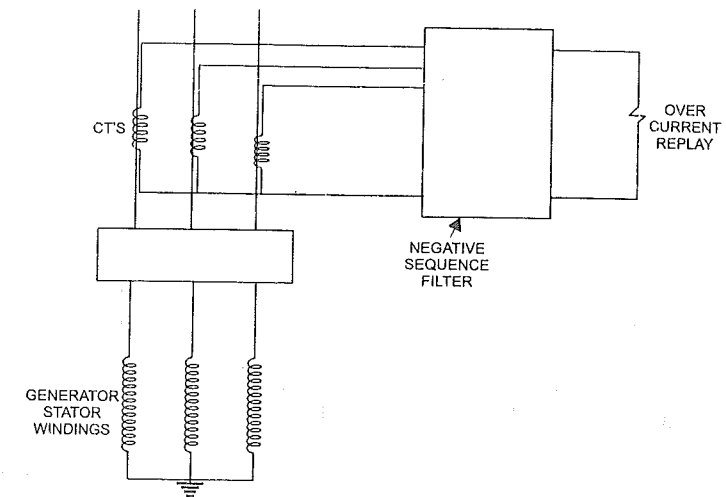 CT'S
OVER
CURRENT
REPLAY
NEGATIVE
SEQUENCE
FILTER
GENERATOR
STATOR
WINDINGS